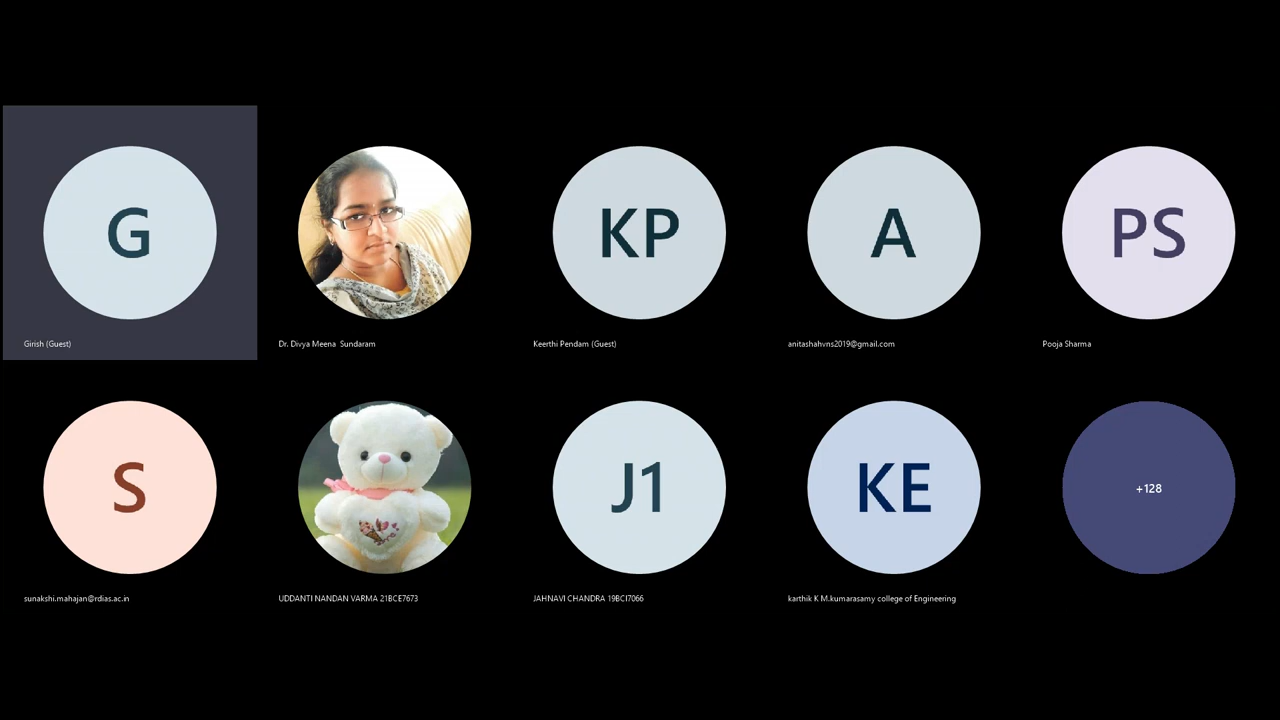 G
KP
A
PS
Girish (Guest)
Dr. Divya Meena  Sundaram
Keerthi Pendam (Guest)
anitashahvns2019@gmail.com
Pooja Sharma
S
J1
KE
+128
sunakshi.mahajan@rdias.ac.in
UDDANTI NANDAN VARMA 21BCE7673
JAHNAVI CHANDRA 19BCI7066
karthik K M.kumarasamy college of Engineering